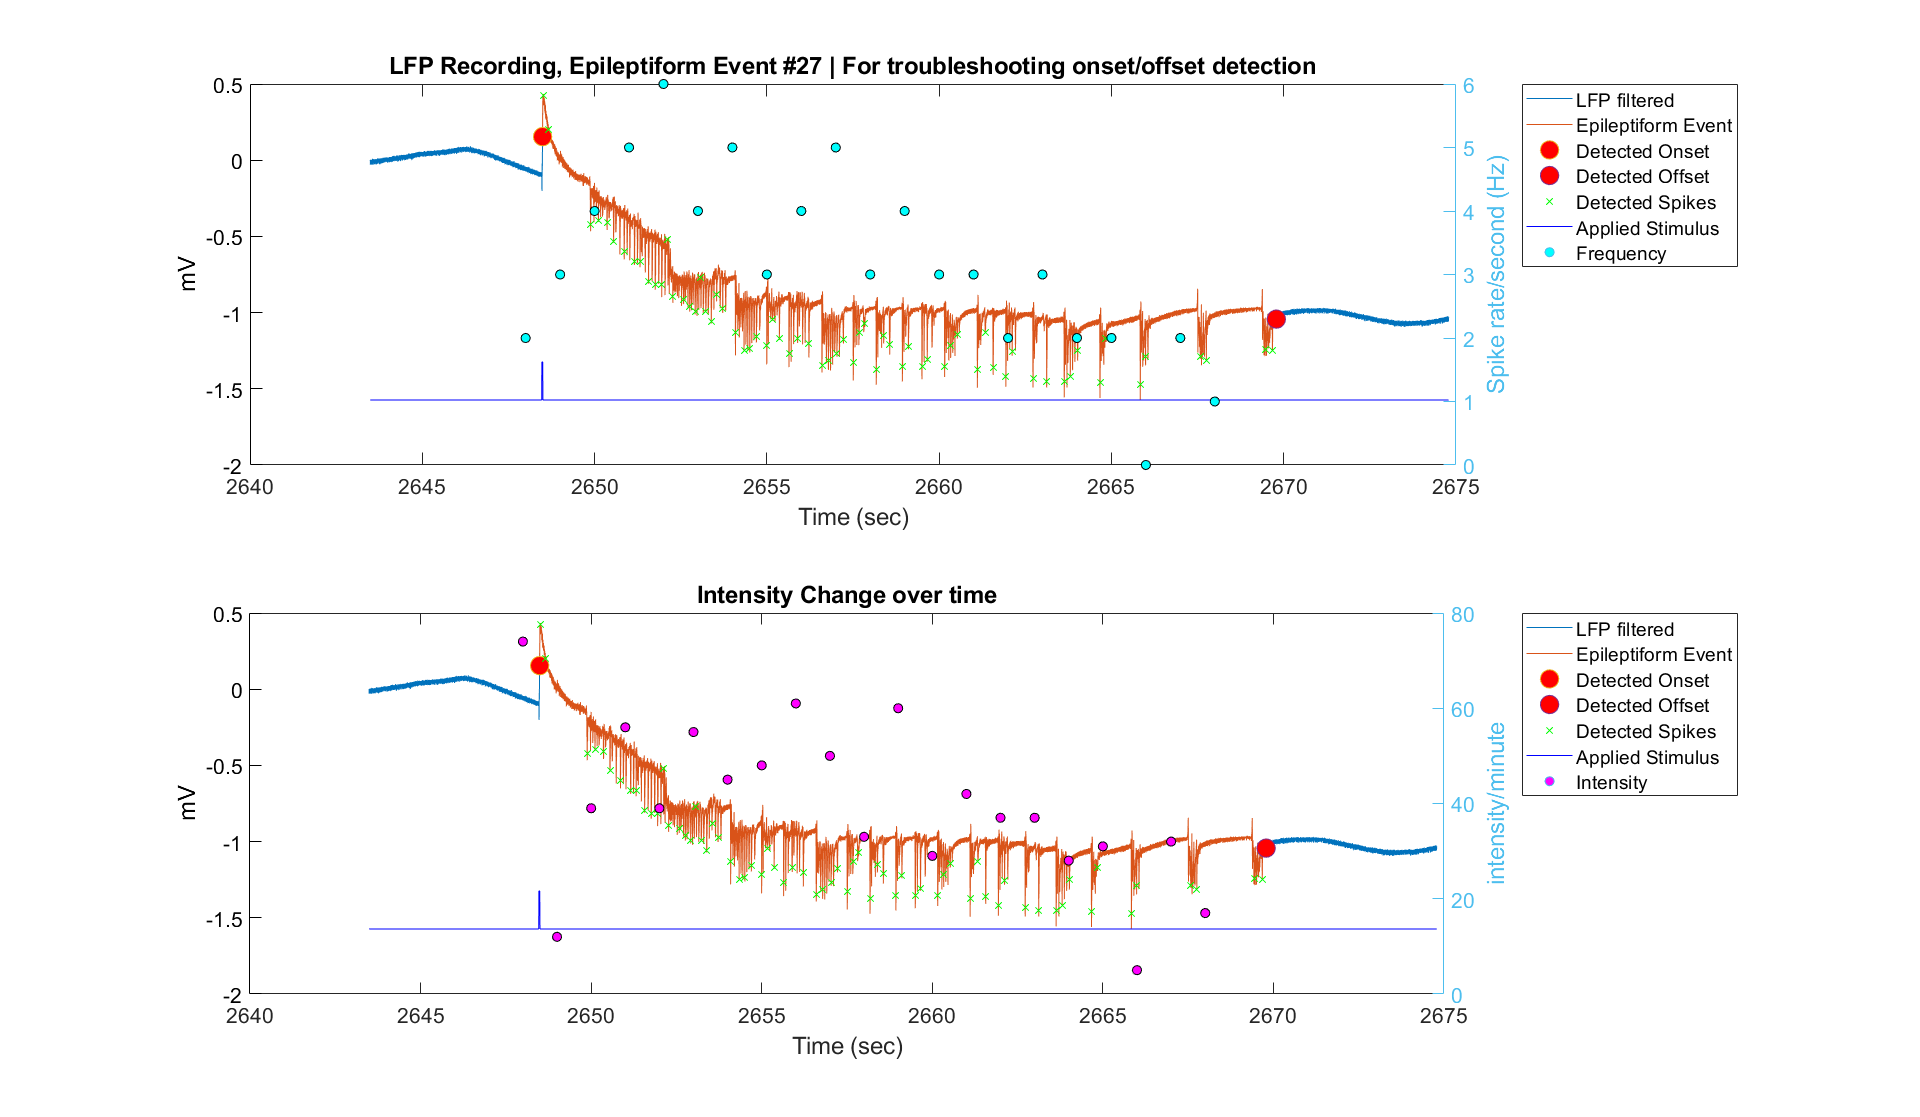 LFP Recording, Epileptiform Event #27 | For troubleshooting onset/offset detection
0.5
0
-0.5
-1
-1.5
-2
mV
2640 2645 2650 2655 2660 2665 2670 2675
Time (sec)
6
5
4
3
2
1
0
Spike rate/second (Hz)
LFP filtered
Epileptiform Event
Detected Onset
Detected Offset
Detected Spikes
Applied Stimulus
Frequency
Intensity Change over time
0.5
0
-0.5
-1
-1.5
-2
mV
2640 2645 2650 2655 2660 2665 2670 2675
Time (sec)
80
60
40
20
0
intensity/minute
LFP filtered
Epileptiform Event
Detected Onset
Detected Offset
Detected Spikes
Applied Stimulus
Intensity